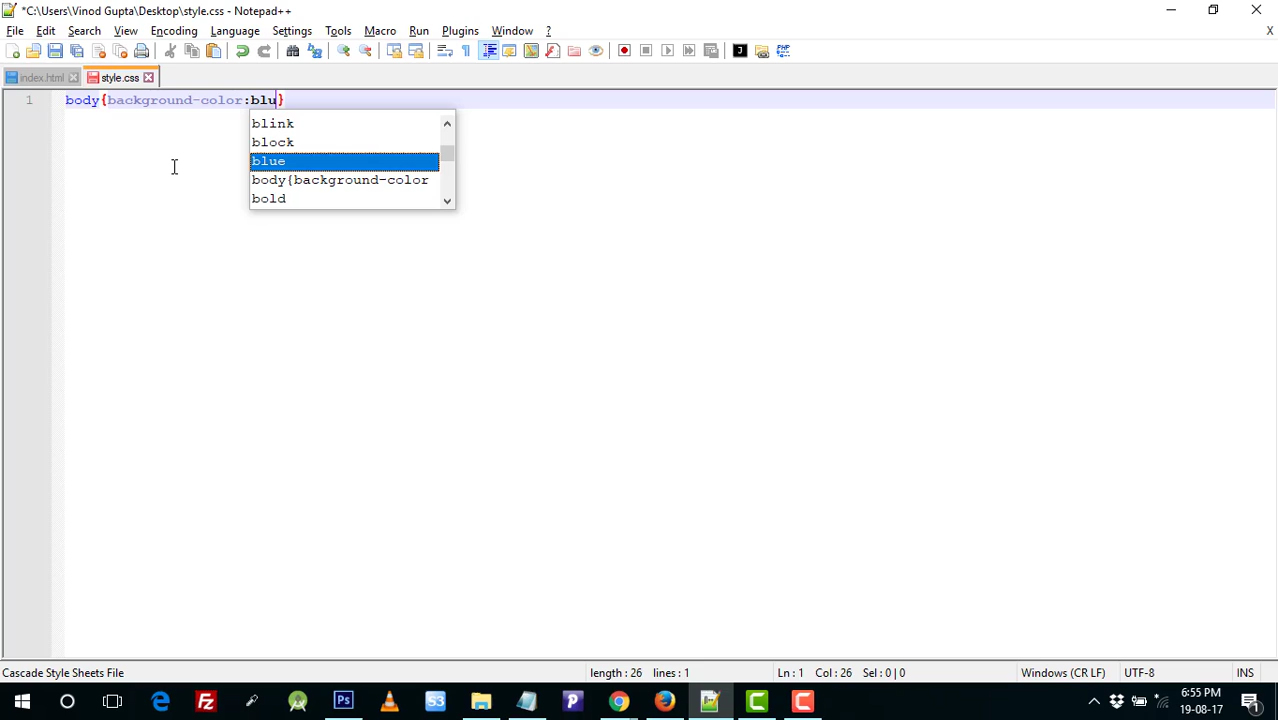 *C:\Users\Vinod Gupta\Desktop\style.css - Notepad++
File Edit Search View Encoding Language Settings Tools Macro Run Plugins Window ? X
index.html style.css
1 body{background-color:blu}
blink
block
blue
body{background-color
bold
Cascade Style Sheets File length : 26 lines : 1 Ln : 1 Col : 26 Sel : 0 | 0 Windows (CR LF) UTF-8 INS
6:55 PM
19-08-17